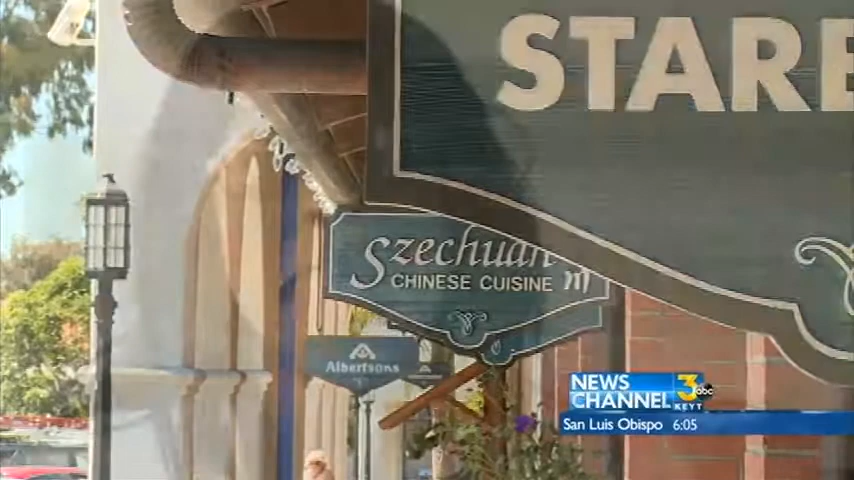 STARB
Szechuan
CHINESE CUISINE
m
Albertsons
NEWS
CHANNEL 3 abc
KEYT
San Luis Obispo 6:05